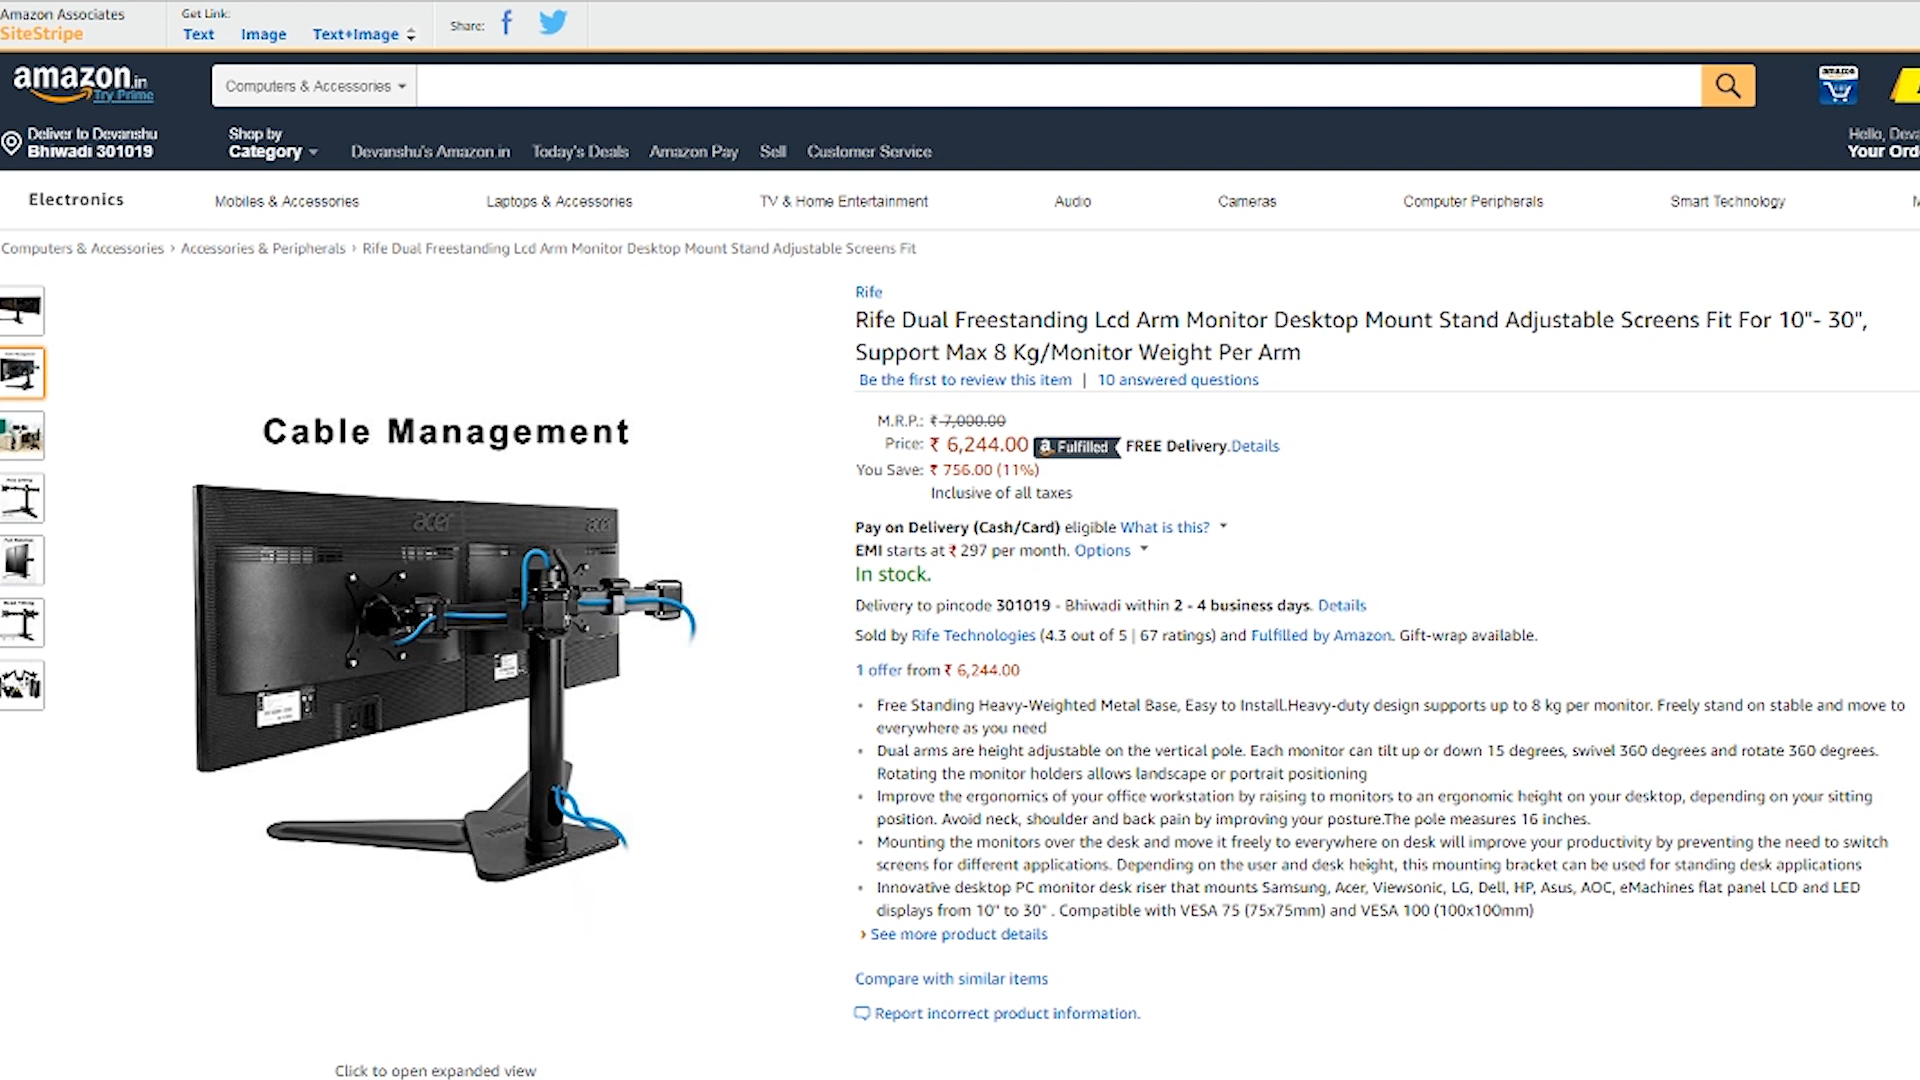 Amazon Associates
SiteStripe
Get Link:
Text Image Text+Image
Share:
amazon.in
Try Prime
Computers & Accessories
amazon
Deliver to Devanshu
Bhiwadi 301019
Shop by
Category
Devanshu's Amazon.in Today's Deals Amazon Pay Sell Customer Service
Hello, Deva
Your Ord
Electronics Mobiles & Accessories Laptops & Accessories TV & Home Entertainment Audio Cameras Computer Peripherals Smart Technology
Computers & Accessories › Accessories & Peripherals › Rife Dual Freestanding Lcd Arm Monitor Desktop Mount Stand Adjustable Screens Fit
Cable Management
acer acer
Click to open expanded view
Rife
Rife Dual Freestanding Lcd Arm Monitor Desktop Mount Stand Adjustable Screens Fit For 10"- 30",
Support Max 8 Kg/Monitor Weight Per Arm
Be the first to review this item | 10 answered questions
M.R.P.: ₹ 7,000.00
Price: ₹ 6,244.00 a Fulfilled FREE Delivery.Details
You Save: ₹ 756.00 (11%)
Inclusive of all taxes
Pay on Delivery (Cash/Card) eligible What is this?
EMI starts at ₹ 297 per month. Options
In stock.
Delivery to pincode 301019 - Bhiwadi within 2 - 4 business days. Details
Sold by Rife Technologies (4.3 out of 5 | 67 ratings) and Fulfilled by Amazon. Gift-wrap available.
1 offer from ₹ 6,244.00
• Free Standing Heavy-Weighted Metal Base, Easy to Install.Heavy-duty design supports up to 8 kg per monitor. Freely stand on stable and move to
everywhere as you need
• Dual arms are height adjustable on the vertical pole. Each monitor can tilt up or down 15 degrees, swivel 360 degrees and rotate 360 degrees.
Rotating the monitor holders allows landscape or portrait positioning
• Improve the ergonomics of your office workstation by raising to monitors to an ergonomic height on your desktop, depending on your sitting
position. Avoid neck, shoulder and back pain by improving your posture.The pole measures 16 inches.
• Mounting the monitors over the desk and move it freely to everywhere on desk will improve your productivity by preventing the need to switch
screens for different applications. Depending on the user and desk height, this mounting bracket can be used for standing desk applications
• Innovative desktop PC monitor desk riser that mounts Samsung, Acer, Viewsonic, LG, Dell, HP, Asus, AOC, eMachines flat panel LCD and LED
displays from 10" to 30" . Compatible with VESA 75 (75x75mm) and VESA 100 (100x100mm)
› See more product details
Compare with similar items
Report incorrect product information.